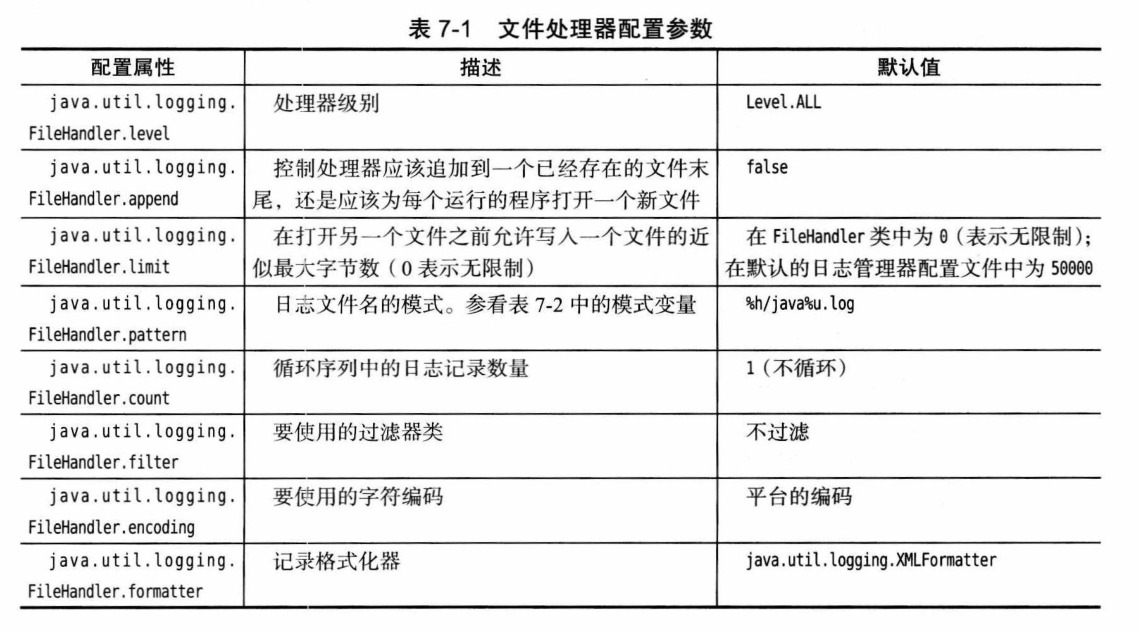 表 7-1 文件处理器配置参数
配置属性 描述 默认值
java.util.logging. 处理器级别 Level.ALL
FileHandler.level
java.util.logging. 控制处理器应该追加到一个已经存在的文件末 false
FileHandler.append 尾，还是应该为每个运行的程序打开一个新文件
java.util.logging. 在打开另一个文件之前允许写入一个文件的近 在 FileHandler 类中为 0（表示无限制）；
FileHandler.limit 似最大字节数（0 表示无限制） 在默认的日志管理器配置文件中为 50000
java.util.logging. 日志文件名的模式。参看表 7-2 中的模式变量 %h/java%u.log
FileHandler.pattern
java.util.logging. 循环序列中的日志记录数量 1（不循环）
FileHandler.count
java.util.logging. 要使用的过滤器类 不过滤
FileHandler.filter
java.util.logging. 要使用的字符编码 平台的编码
FileHandler.encoding
java.util.logging. 记录格式化器 java.util.logging.XMLFormatter
FileHandler.formatter